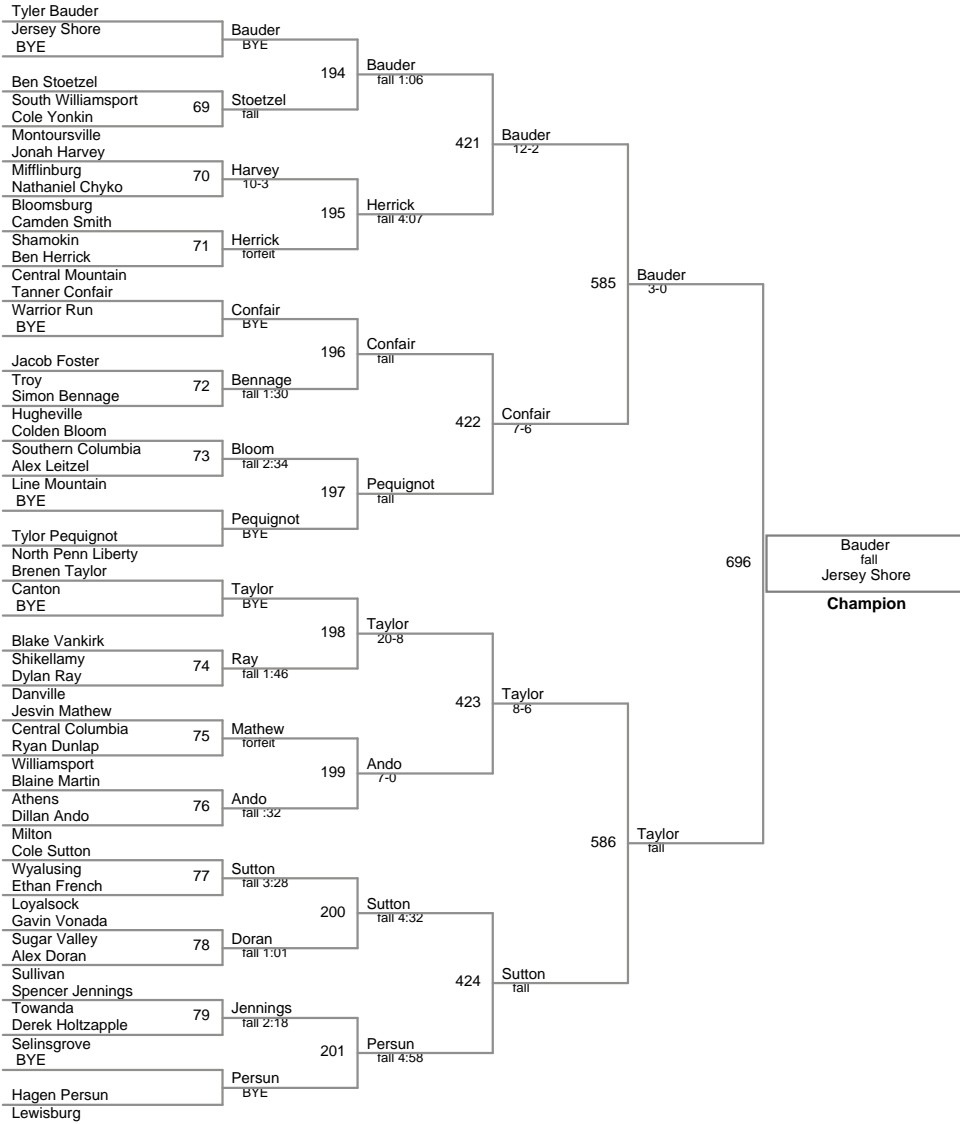 Tyler Bauder
Jersey Shore
BYE
Ben Stoetzel
South Williamsport
Cole Yonkin
Montoursville
Jonah Harvey
Mifflinburg
Nathaniel Chyko
Bloomsburg
Camden Smith
Shamokin
Ben Herrick
Central Mountain
Tanner Confair
Warrior Run
BYE
Jacob Foster
Troy
Simon Bennage
Hugheville
Colden Bloom
Southern Columbia
Alex Leitzel
Line Mountain
BYE
Tylor Pequignot
North Penn Liberty
Brenen Taylor
Canton
BYE
Blake Vankirk
Shikellamy
Dylan Ray
Danville
Jesvin Mathew
Central Columbia
Ryan Dunlap
Williamsport
Blaine Martin
Athens
Dillan Ando
Milton
Cole Sutton
Wyalusing
Ethan French
Loyalsock
Gavin Vonada
Sugar Valley
Alex Doran
Sullivan
Spencer Jennings
Towanda
Derek Holtzapple
Selinsgrove
BYE
Hagen Persun
Lewisburg
69
70
71
72
73
74
75
76
77
78
79
Bauder
BYE
Stoetzel
fall
Harvey
10-3
Herrick
forfeit
Confair
BYE
Bennage
fall 1:30
Bloom
fall 2:34
Pequignot
BYE
Taylor
BYE
Ray
fall 1:46
Mathew
forfeit
Ando
fall :32
Sutton
fall 3:28
Doran
fall 1:01
Jennings
fall 2:18
Persun
BYE
194
195
196
197
198
199
200
201
Bauder
fall 1:06
Herrick
fall 4:07
Confair
fall
Pequignot
fall
Taylor
20-8
Ando
7-0
Sutton
fall 4:32
Persun
fall 4:58
421
422
423
424
Bauder
12-2
Confair
7-6
Taylor
8-6
Sutton
fall
585
586
Bauder
3-0
Taylor
fall
696
Bauder
fall
Jersey Shore
Champion